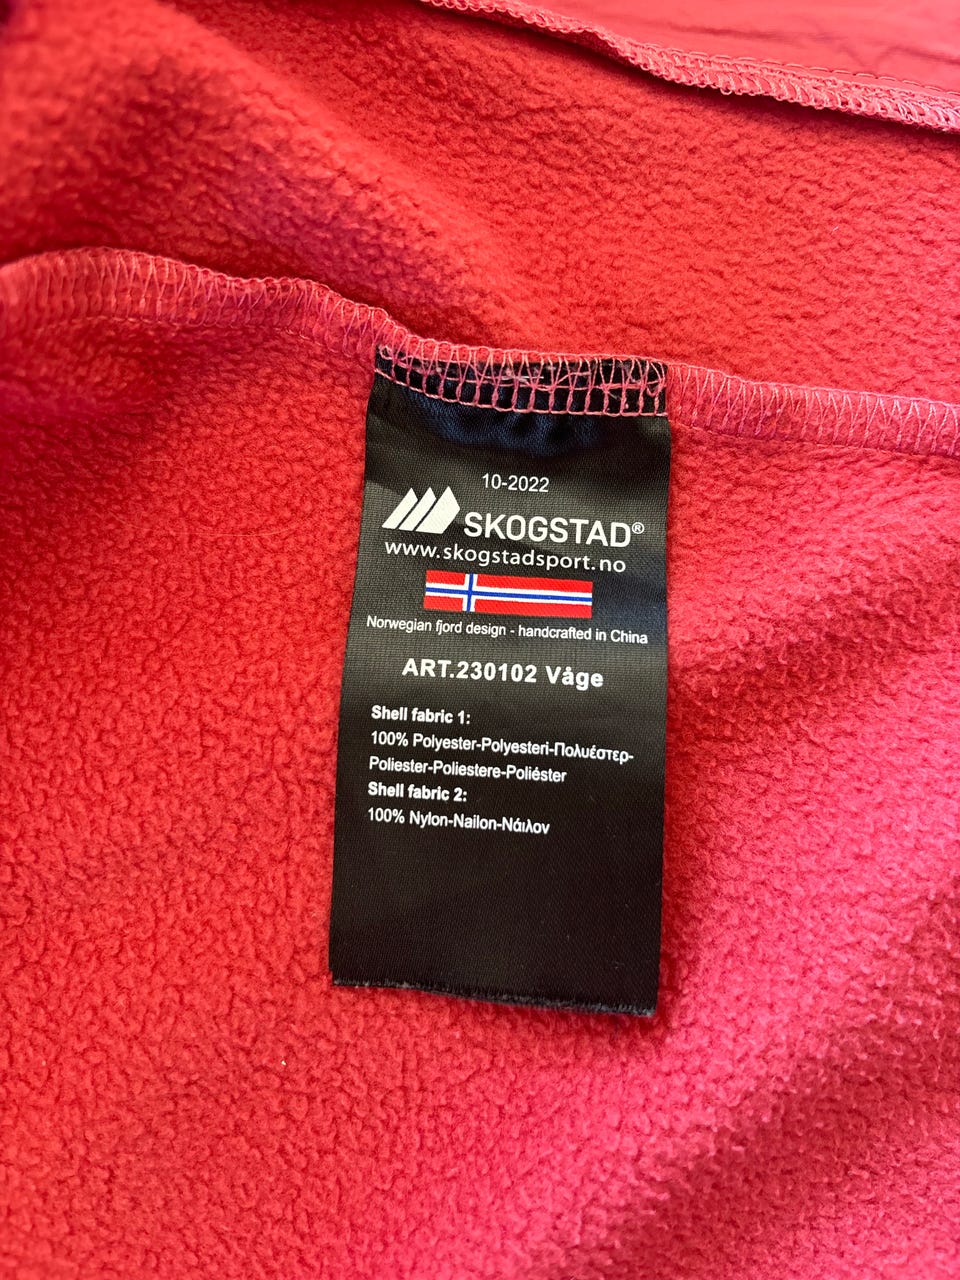 10-2022
SKOGSTAD®
www.skogstadsport.no
Norwegian fjord design - handcrafted in China
ART.230102 Våge
Shell fabric 1:
100% Polyester-Polyesteri-Πολυέστερ-
Poliester-Poliestere-Poliéster
Shell fabric 2:
100% Nylon-Nailon-Νάιλον